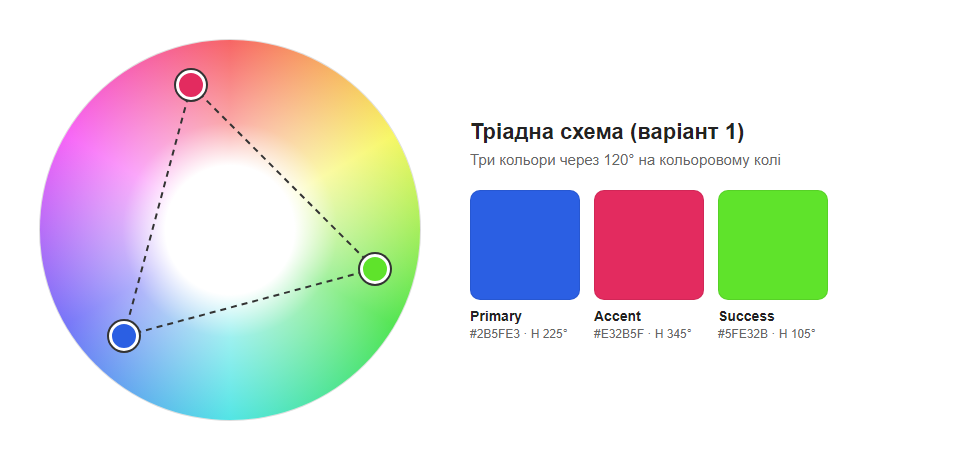 Тріадна схема (варіант 1)
Три кольори через 120° на кольоровому колі
Primary
#2B5FE3 · H 225°
Accent
#E32B5F · H 345°
Success
#5FE32B · H 105°